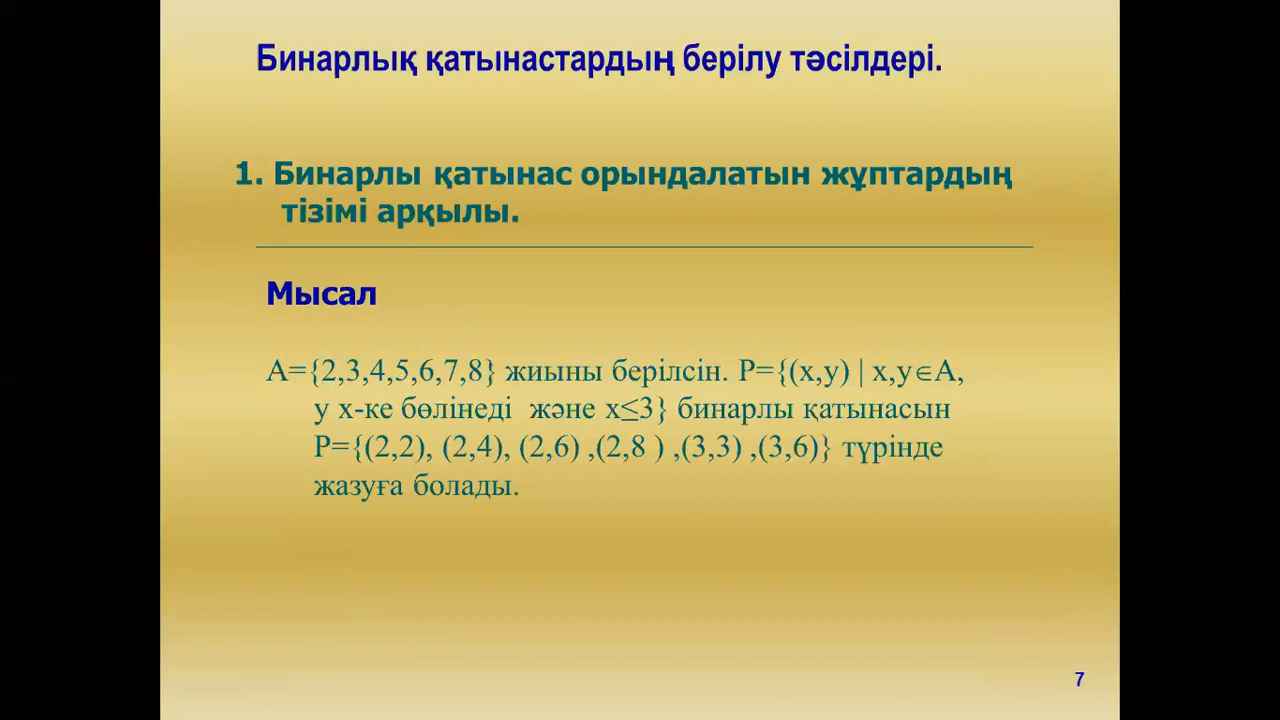 Бинарлық қатынастардың берілу тәсілдері.
1. Бинарлы қатынас орындалатын жұптардың
тізімі арқылы.
Мысал
A={2,3,4,5,6,7,8} жиыны берілсін. P={(x,y) | x,y∈A,
y x-ке бөлінеді және x≤3} бинарлы қатынасын
P={(2,2), (2,4), (2,6) ,(2,8 ) ,(3,3) ,(3,6)} түрінде
жазуға болады.
7